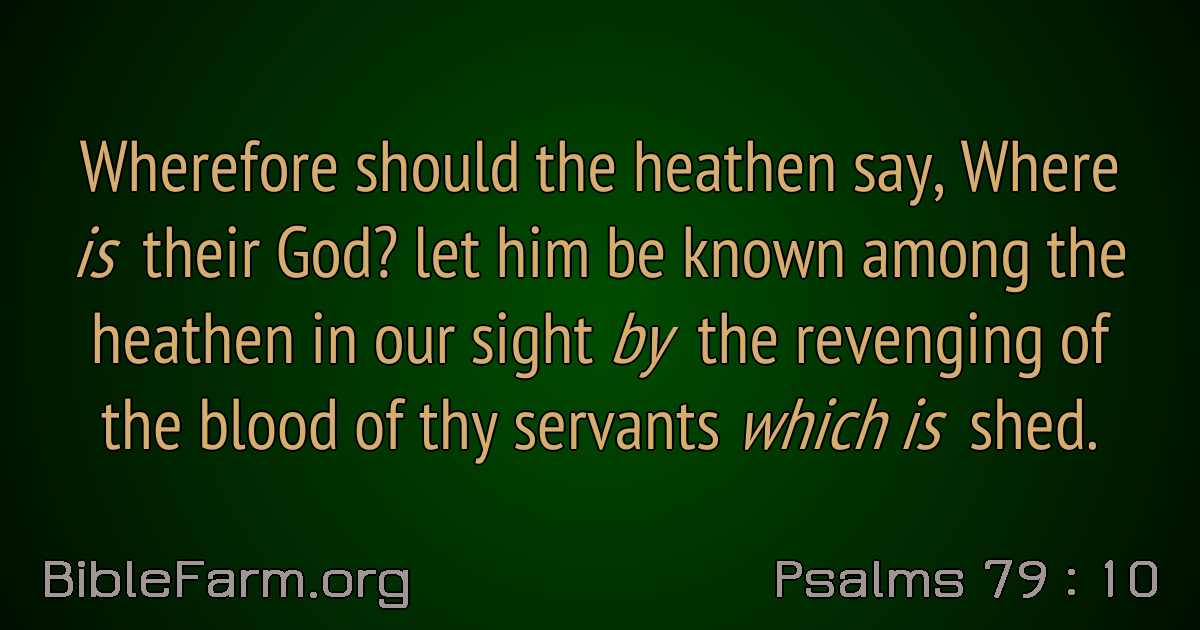 Wherefore should the heathen say, Where
is their God? let him be known among the
heathen in our sight by the revenging of
the blood of thy servants which is shed.
BibleFarm.org
Psalms 79 : 10